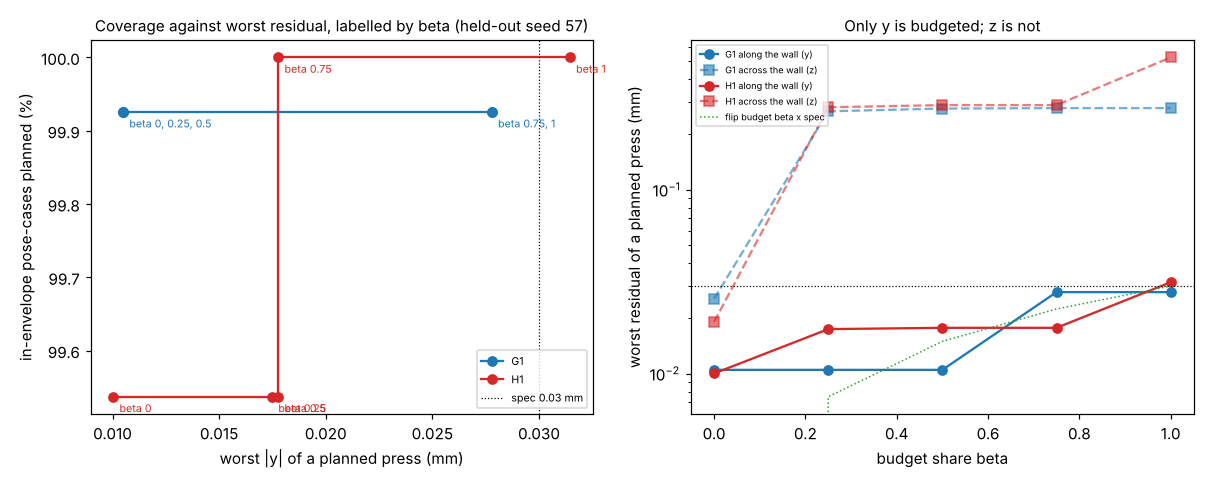 Coverage against worst residual, labelled by beta (held-out seed 57)
in-envelope pose-cases planned (%)
100.0
99.9
99.8
99.7
99.6
beta 0.75
beta 1
beta 0, 0.25, 0.5
beta 0.75, 1
beta 0
G1
H1
spec 0.03 mm
0.010
0.015
0.020
0.025
0.030
worst |y| of a planned press (mm)
Only y is budgeted; z is not
worst residual of a planned press (mm)
G1 along the wall (y)
G1 across the wall (z)
H1 along the wall (y)
H1 across the wall (z)
flip budget beta x spec
10⁻¹
10⁻²
0.0
0.2
0.4
0.6
0.8
1.0
budget share beta